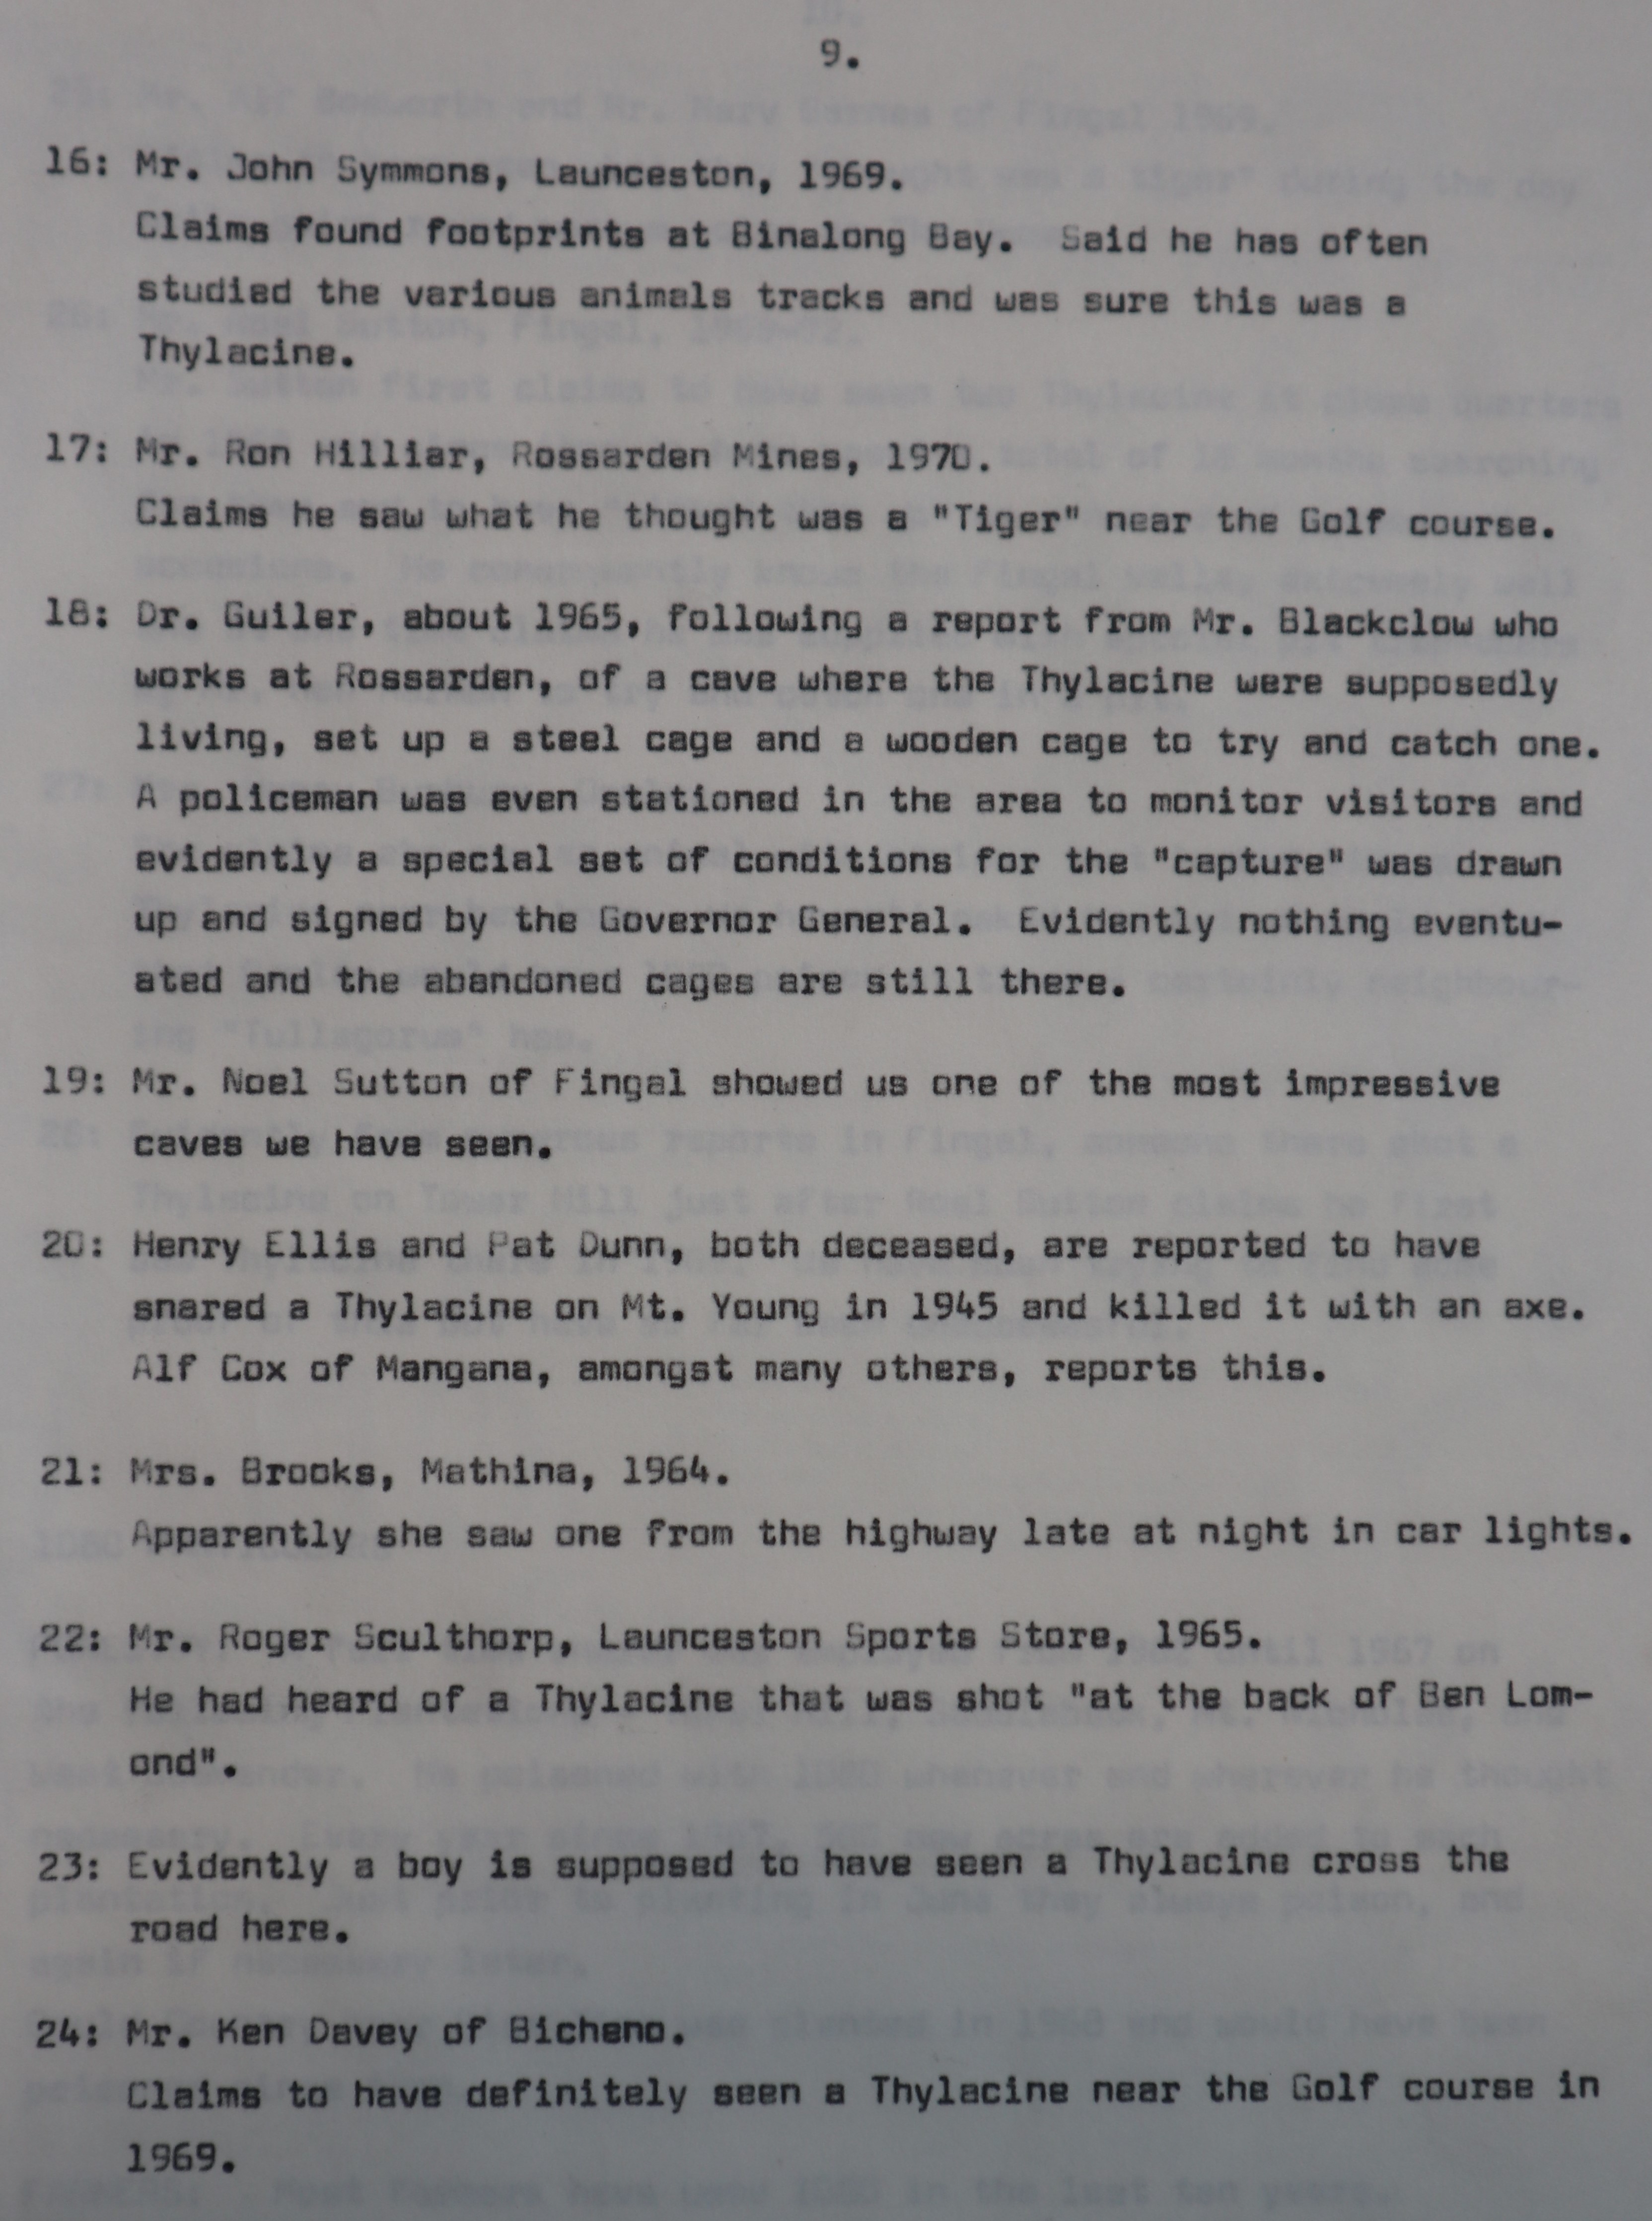 9.
16: Mr. John Symmons, Launceston, 1969.
Claims found footprints at Binalong Bay. Said he has often
studied the various animals tracks and was sure this was a
Thylacine.
17: Mr. Ron Hilliar, Rossarden Mines, 1970.
Claims he saw what he thought was a "Tiger" near the Golf course.
18: Dr. Guiler, about 1965, following a report from Mr. Blackclow who
works at Rossarden, of a cave where the Thylacine were supposedly
living, set up a steel cage and a wooden cage to try and catch one.
A policeman was even stationed in the area to monitor visitors and
evidently a special set of conditions for the "capture" was drawn
up and signed by the Governor General. Evidently nothing eventu-
ated and the abandoned cages are still there.
19: Mr. Noel Sutton of Fingal showed us one of the most impressive
caves we have seen.
20: Henry Ellis and Pat Dunn, both deceased, are reported to have
snared a Thylacine on Mt. Young in 1945 and killed it with an axe.
Alf Cox of Mangana, amongst many others, reports this.
21: Mrs. Brooks, Mathina, 1964.
Apparently she saw one from the highway late at night in car lights.
22: Mr. Roger Sculthorp, Launceston Sports Store, 1965.
He had heard of a Thylacine that was shot "at the back of Ben Lom-
ond".
23: Evidently a boy is supposed to have seen a Thylacine cross the
road here.
24: Mr. Ken Davey of Bicheno.
Claims to have definitely seen a Thylacine near the Golf course in
1969.